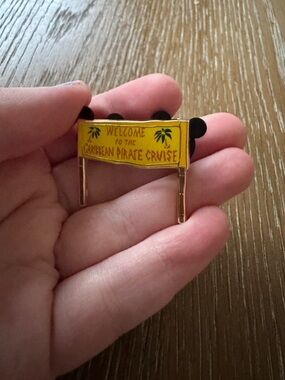 WELCOME
TO THE
CARIBBEAN PIRATE CRUISE